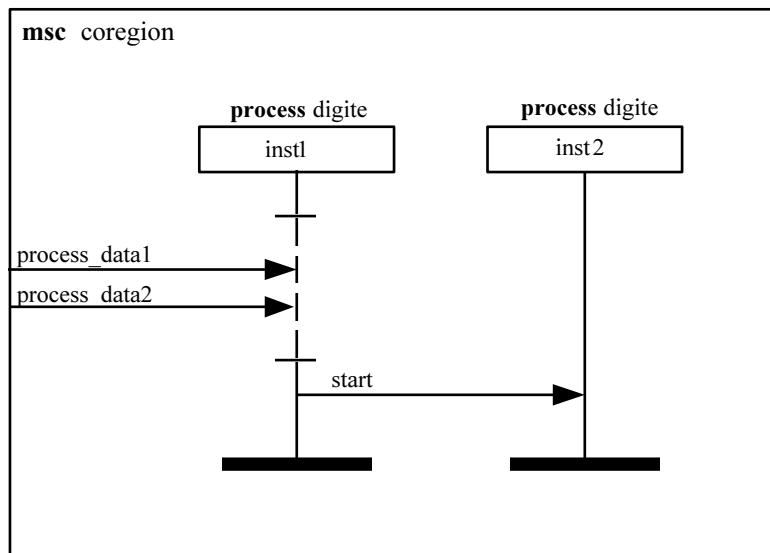 msc coregion
process digite
process digite
inst1
inst2
process_data1
process_data2
start